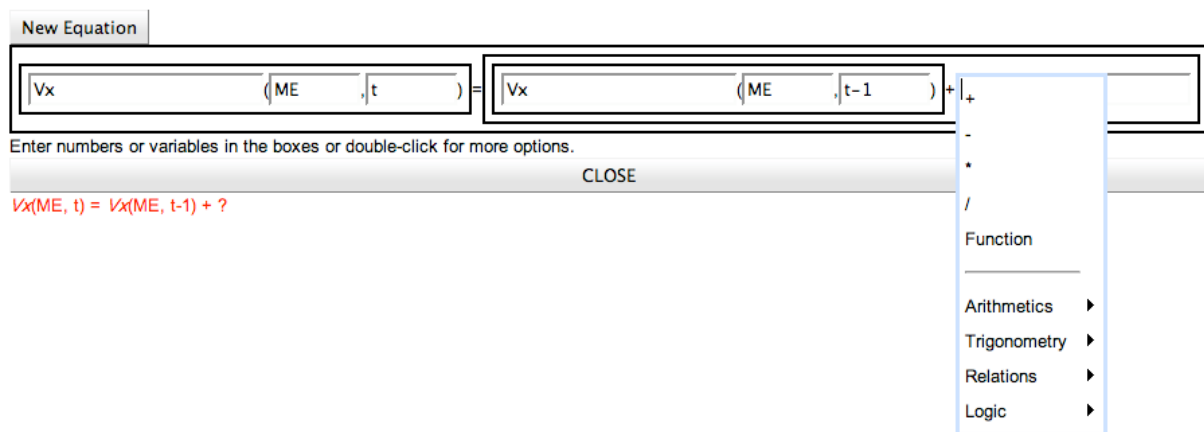 New Equation
Vx ( ME , t ) = Vx ( ME , t-1 ) +
+
-
Enter numbers or variables in the boxes or double-click for more options.
*
CLOSE
Vx(ME, t) = Vx(ME, t-1) + ?
/
Function
Arithmetics
Trigonometry
Relations
Logic